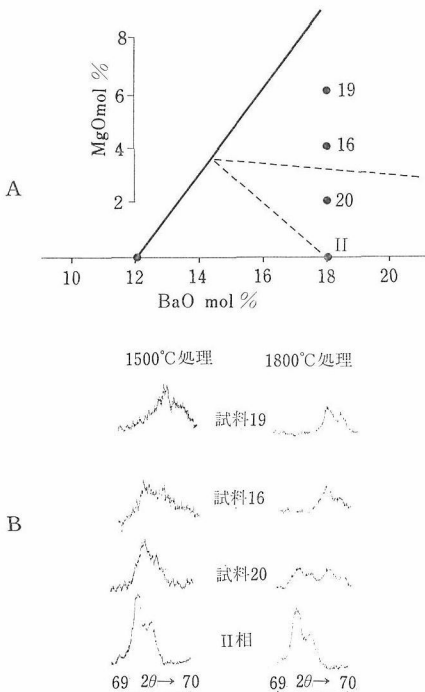 A
MgOmol %
8
6
4
2
19
16
20
II
10 12 14 16 18 20
BaO mol %
B
1500℃処理 1800℃処理
試料19
試料16
試料20
II相
69 2θ→ 70 69 2θ→ 70